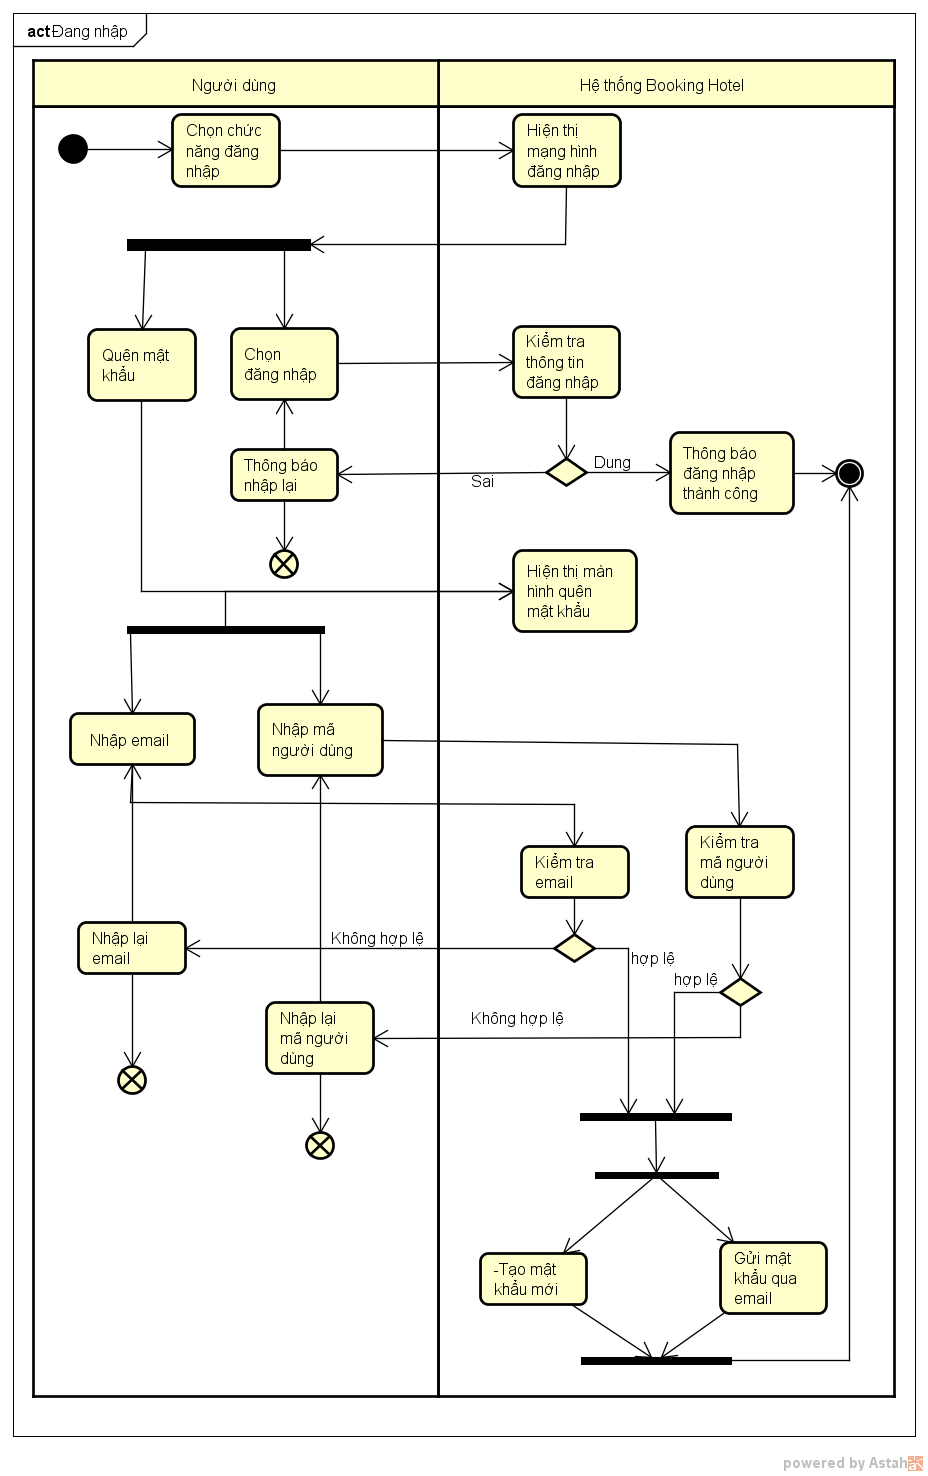 act Đang nhập
Người dùng
Hệ thống Booking Hotel
Chọn chức
năng đăng
nhập
Hiện thị
mạng hình
đăng nhập
Quên mật
khẩu
Chọn
đăng nhập
Kiểm tra
thông tin
đăng nhập
Thông báo
nhập lại
Sai
Dung
Thông báo
đăng nhập
thành công
Hiện thị màn
hình quên
mật khẩu
Nhập email
Nhập mã
người dùng
Kiểm tra
email
Kiểm tra
mã người
dùng
Nhập lại
email
Không hợp lệ
hợp lệ
hợp lệ
Không hợp lệ
Nhập lại
mã người
dùng
-Tạo mật
khẩu mới
Gửi mật
khẩu qua
email
powered by Astah